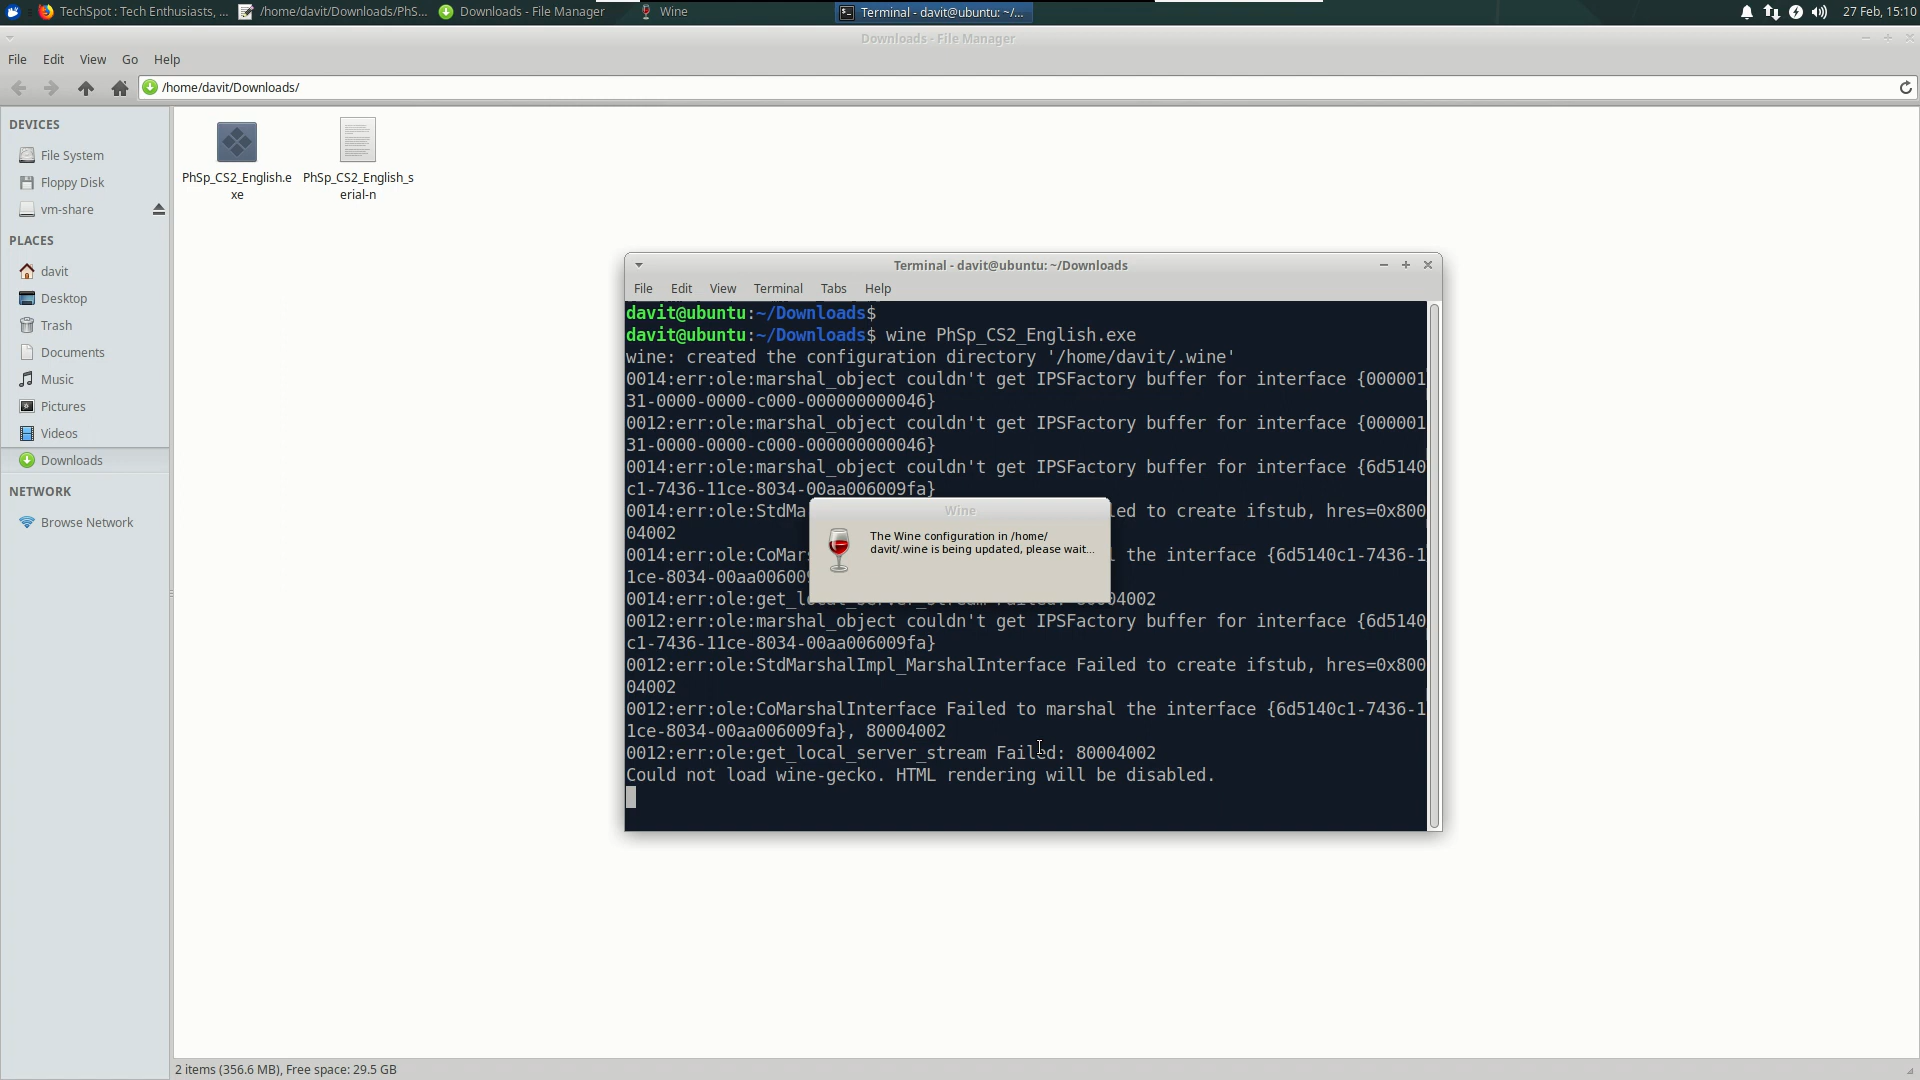 TechSpot : Tech Enthusiasts, ...
/home/davit/Downloads/PhS...
Downloads - File Manager
Wine
Terminal - davit@ubuntu: ~/...
27 Feb, 15:10
Downloads - File Manager
File Edit View Go Help
/home/davit/Downloads/
DEVICES
File System
Floppy Disk
vm-share
PLACES
davit
Desktop
Trash
Documents
Music
Pictures
Videos
Downloads
NETWORK
Browse Network
PhSp_CS2_English.e
xe
PhSp_CS2_English_s
erial-n
Terminal - davit@ubuntu: ~/Downloads
File Edit View Terminal Tabs Help
davit@ubuntu:~/Downloads$
davit@ubuntu:~/Downloads$ wine PhSp_CS2_English.exe
wine: created the configuration directory '/home/davit/.wine'
0014:err:ole:marshal_object couldn't get IPSFactory buffer for interface {000001
31-0000-0000-c000-000000000046}
0012:err:ole:marshal_object couldn't get IPSFactory buffer for interface {000001
31-0000-0000-c000-000000000046}
0014:err:ole:marshal_object couldn't get IPSFactory buffer for interface {6d5140
c1-7436-11ce-8034-00aa006009fa}
0014:err:ole:StdMa led to create ifstub, hres=0x800
04002
0014:err:ole:CoMars the interface {6d5140c1-7436-1
1ce-8034-00aa006009
0014:err:ole:get_local_server_stream Failed: 80004002
0012:err:ole:marshal_object couldn't get IPSFactory buffer for interface {6d5140
c1-7436-11ce-8034-00aa006009fa}
0012:err:ole:StdMarshalImpl_MarshalInterface Failed to create ifstub, hres=0x800
04002
0012:err:ole:CoMarshalInterface Failed to marshal the interface {6d5140c1-7436-1
1ce-8034-00aa006009fa}, 80004002
0012:err:ole:get_local_server_stream Failed: 80004002
Could not load wine-gecko. HTML rendering will be disabled.
Wine
The Wine configuration in /home/
davit/.wine is being updated, please wait...
2 items (356.6 MB), Free space: 29.5 GB